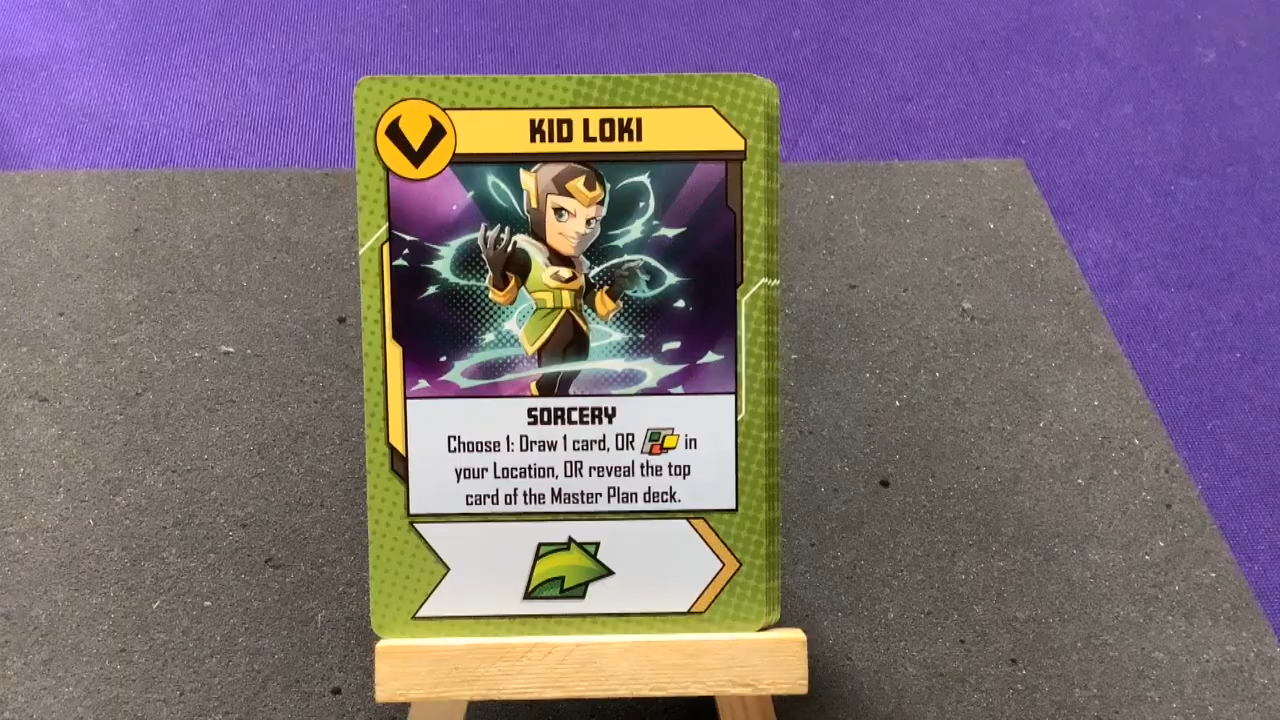 KID LOKI
SORCERY
Choose 1: Draw 1 card, OR in
your Location, OR reveal the top
card of the Master Plan deck.